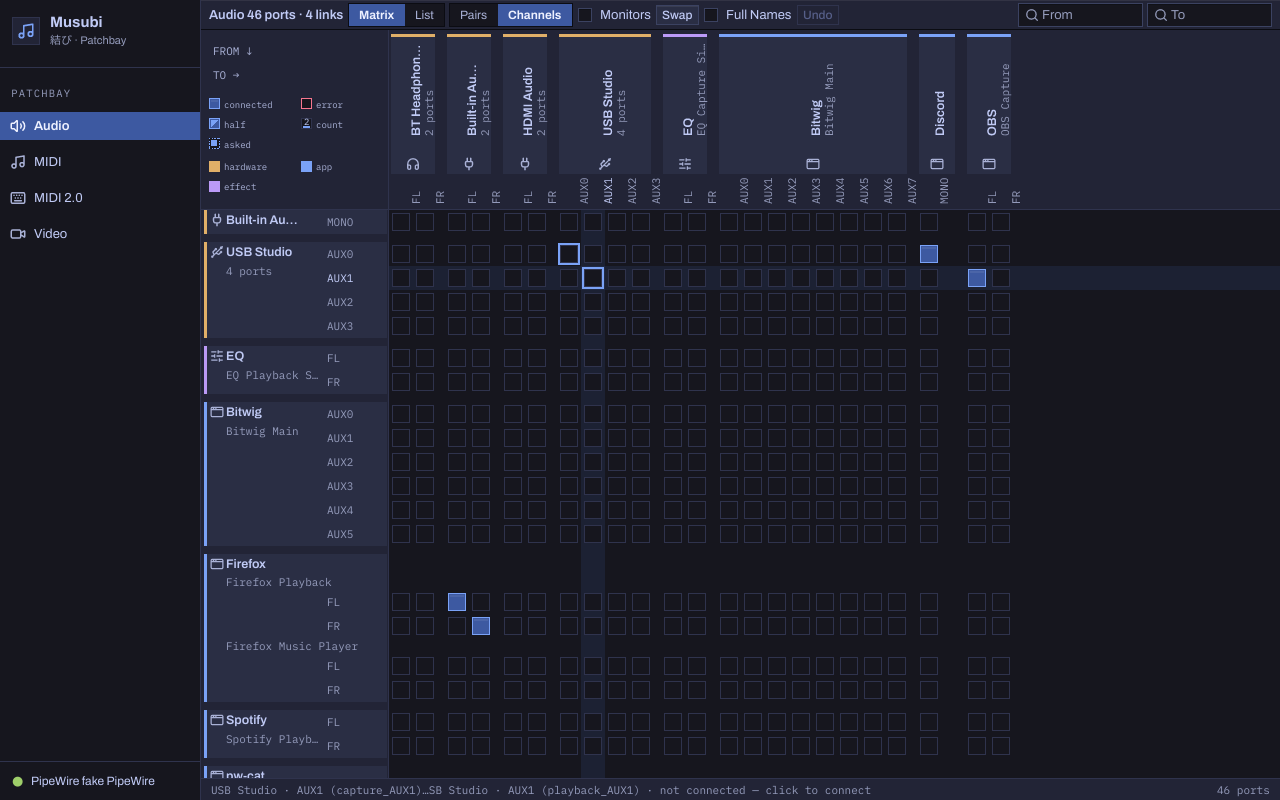 Musubi
結び · Patchbay
PATCHBAY
Audio
MIDI
MIDI 2.0
Video
PipeWire fake PipeWire
Audio 46 ports · 4 links
Matrix
List
Pairs
Channels
Monitors
Swap
Full Names
Undo
From
To
FROM ↓
TO →
connected
error
half
2 count
asked
hardware
app
effect
BT Headphon…
2 ports
Built-in Au…
2 ports
HDMI Audio
2 ports
USB Studio
4 ports
EQ
EQ Capture Si…
Bitwig
Bitwig Main
Discord
OBS
OBS Capture
FL
FR
FL
FR
FL
FR
AUX0
AUX1
AUX2
AUX3
FL
FR
AUX0
AUX1
AUX2
AUX3
AUX4
AUX5
AUX6
AUX7
MONO
FL
FR
Built-in Au…
MONO
USB Studio
4 ports
AUX0
AUX1
AUX2
AUX3
EQ
EQ Playback S…
FL
FR
Bitwig
Bitwig Main
AUX0
AUX1
AUX2
AUX3
AUX4
AUX5
Firefox
Firefox Playback
FL
FR
Firefox Music Player
FL
FR
Spotify
Spotify Playb…
FL
FR
pw-cat
USB Studio · AUX1 (capture_AUX1)…SB Studio · AUX1 (playback_AUX1) · not connected — click to connect
46 ports